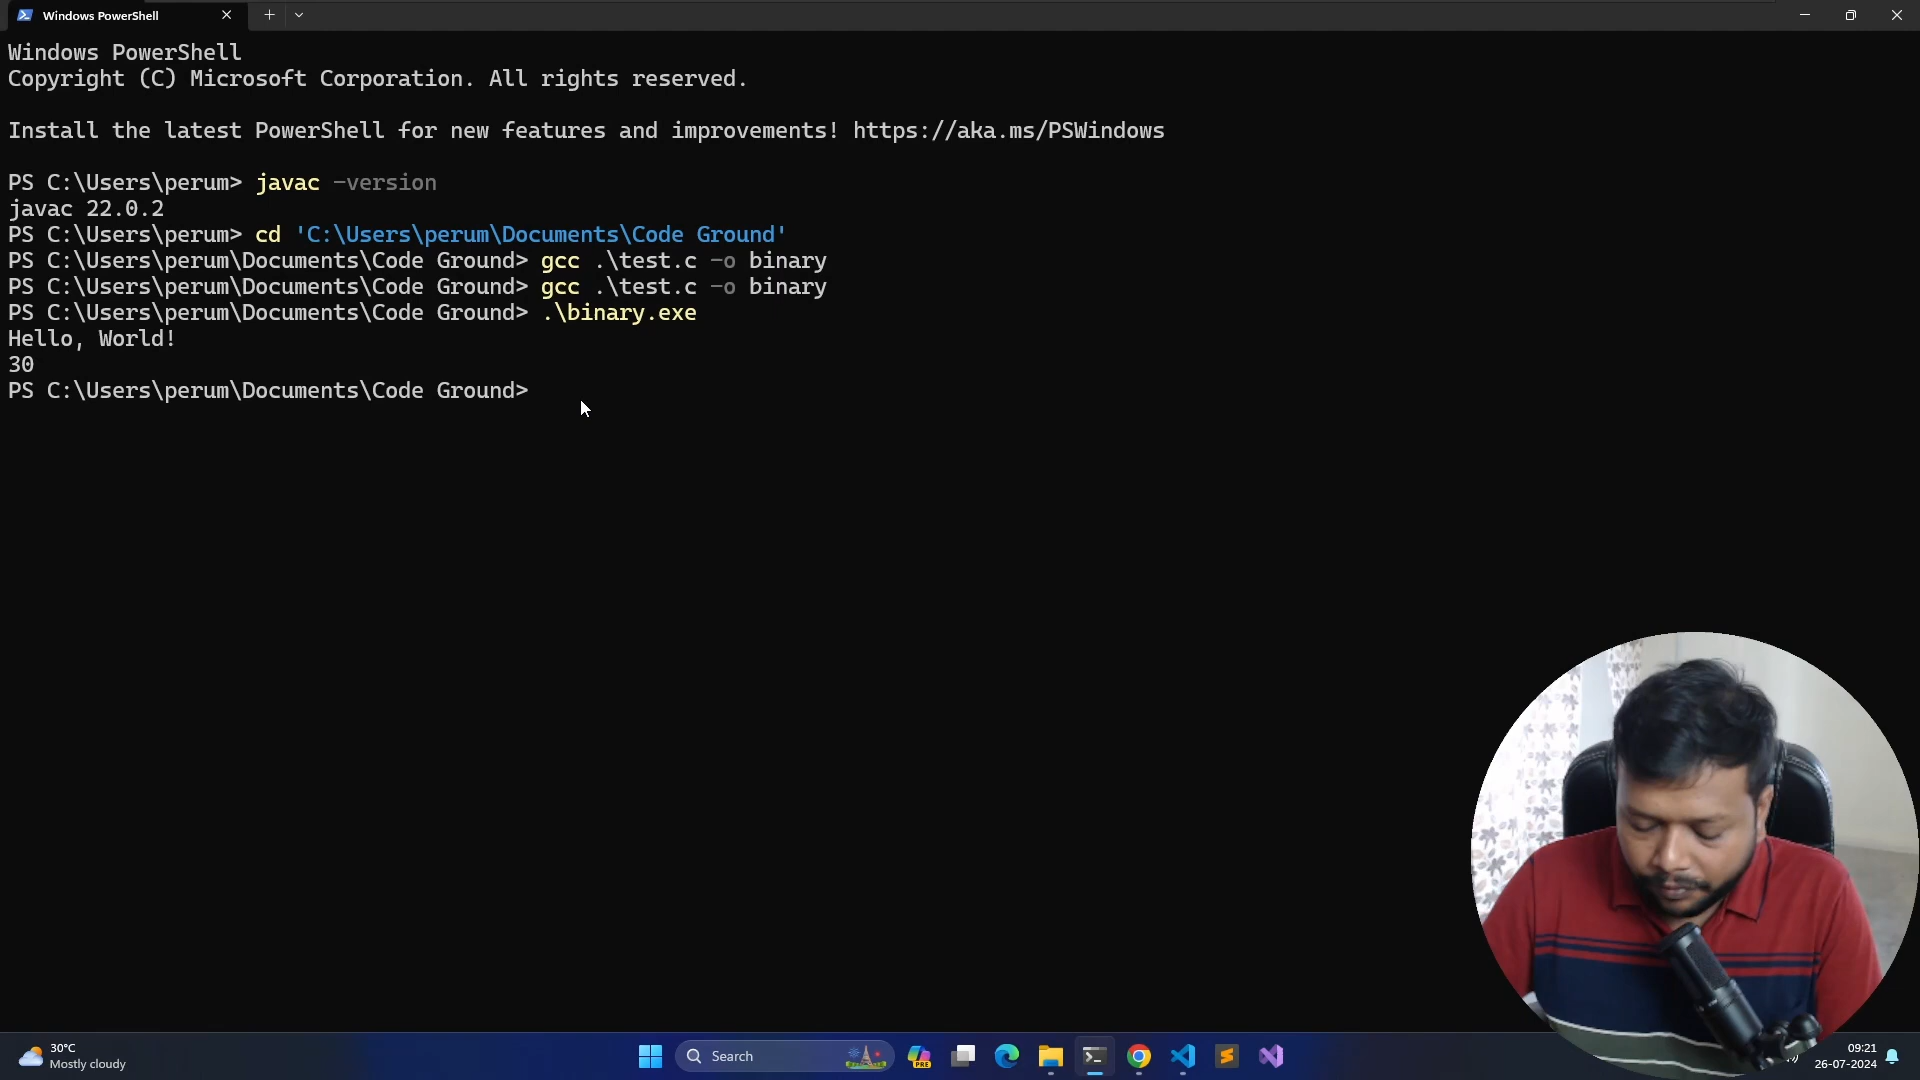 Windows PowerShell
Windows PowerShell
Copyright (C) Microsoft Corporation. All rights reserved.
Install the latest PowerShell for new features and improvements! https://aka.ms/PSWindows
PS C:\Users\perum> javac -version
javac 22.0.2
PS C:\Users\perum> cd 'C:\Users\perum\Documents\Code Ground'
PS C:\Users\perum\Documents\Code Ground> gcc .\test.c -o binary
PS C:\Users\perum\Documents\Code Ground> gcc .\test.c -o binary
PS C:\Users\perum\Documents\Code Ground> .\binary.exe
Hello, World!
30
PS C:\Users\perum\Documents\Code Ground>
30°C
Mostly cloudy
Search
PRE
09:21
26-07-2024